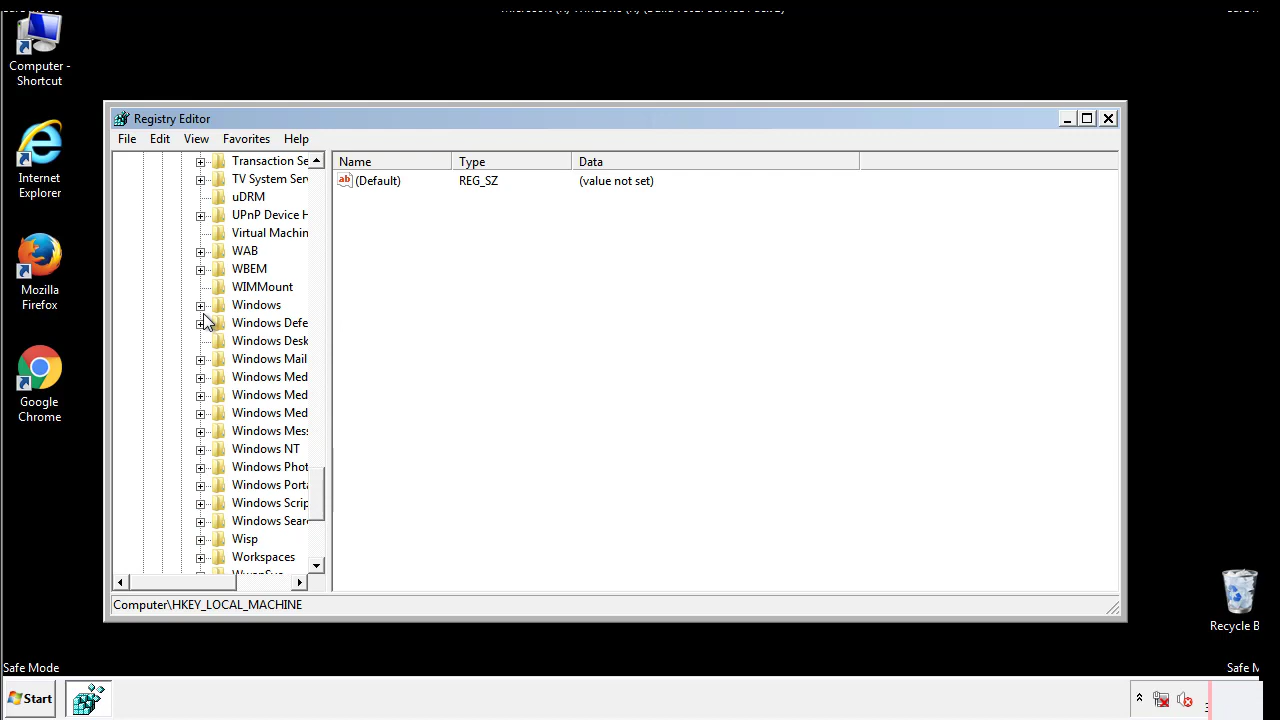 Computer -
Shortcut
Internet
Explorer
Mozilla
Firefox
Google
Chrome
Registry Editor
File Edit View Favorites Help
Transaction Se
TV System Serv
uDRM
UPnP Device H
Virtual Machin
WAB
WBEM
WIMMount
Windows
Windows Defe
Windows Desk
Windows Mail
Windows Med
Windows Med
Windows Med
Windows Mess
Windows NT
Windows Phot
Windows Porta
Windows Scrip
Windows Sear
Wisp
Workspaces
Name Type Data
ab (Default) REG_SZ (value not set)
Computer\HKEY_LOCAL_MACHINE
Recycle B
Safe Mode
Safe M
Start